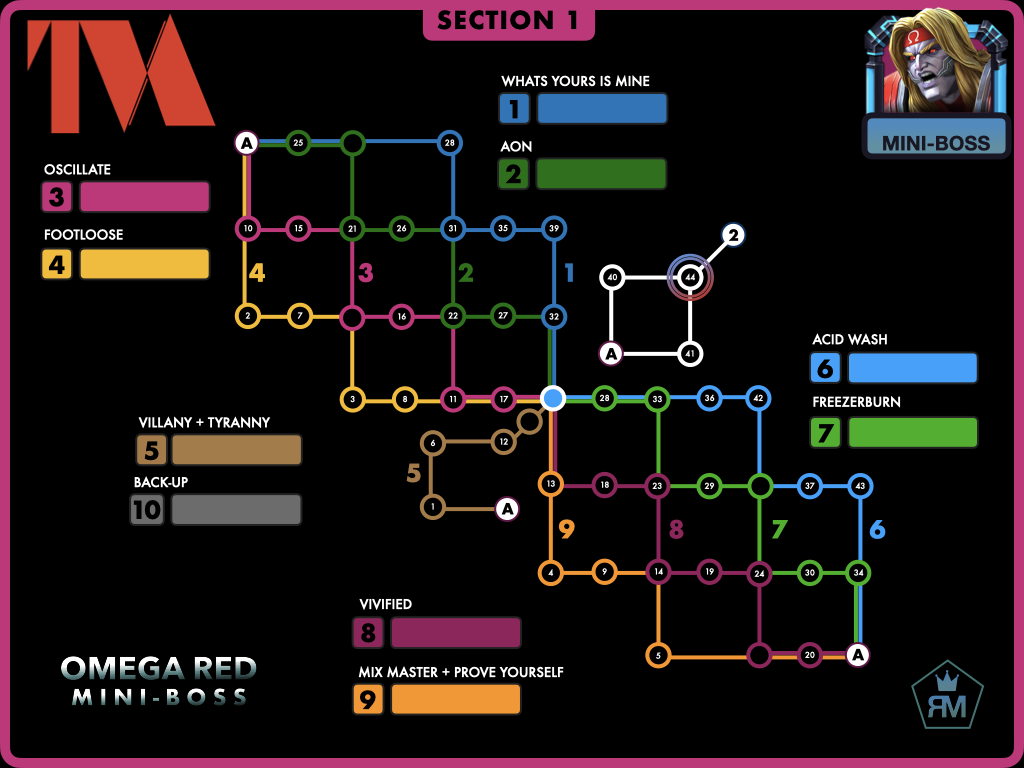 SECTION 1
TM
Ω
MINI-BOSS
WHATS YOURS IS MINE
1
AON
2
OSCILLATE
3
FOOTLOOSE
4
A 25 28
10 15 21 26 31 35 39
4 3 2 1
2 7 16 22 27 32
3 8 11 17 28 33 36 42
2
40 44
A 41
ACID WASH
6
FREEZERBURN
7
VILLANY + TYRANNY
5
BACK-UP
10
6 12
5
1 A
13 18 23 29 37 43
9 8 7 6
4 9 14 19 24 30 34
5 20 A
VIVIFIED
8
MIX MASTER + PROVE YOURSELF
9
OMEGA RED
MINI-BOSS
RM